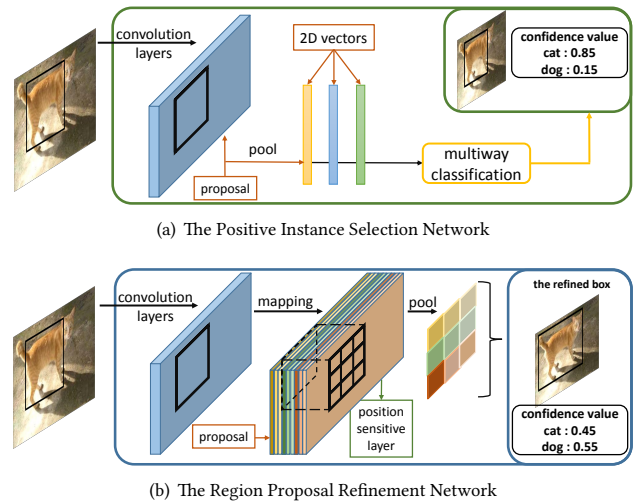 convolution
layers
2D vectors
confidence value
cat : 0.85
dog : 0.15
pool
proposal
multiway
classification
(a) The Positive Instance Selection Network
convolution
layers
mapping
pool
the refined box
proposal
position
sensitive
layer
confidence value
cat : 0.45
dog : 0.55
(b) The Region Proposal Refinement Network